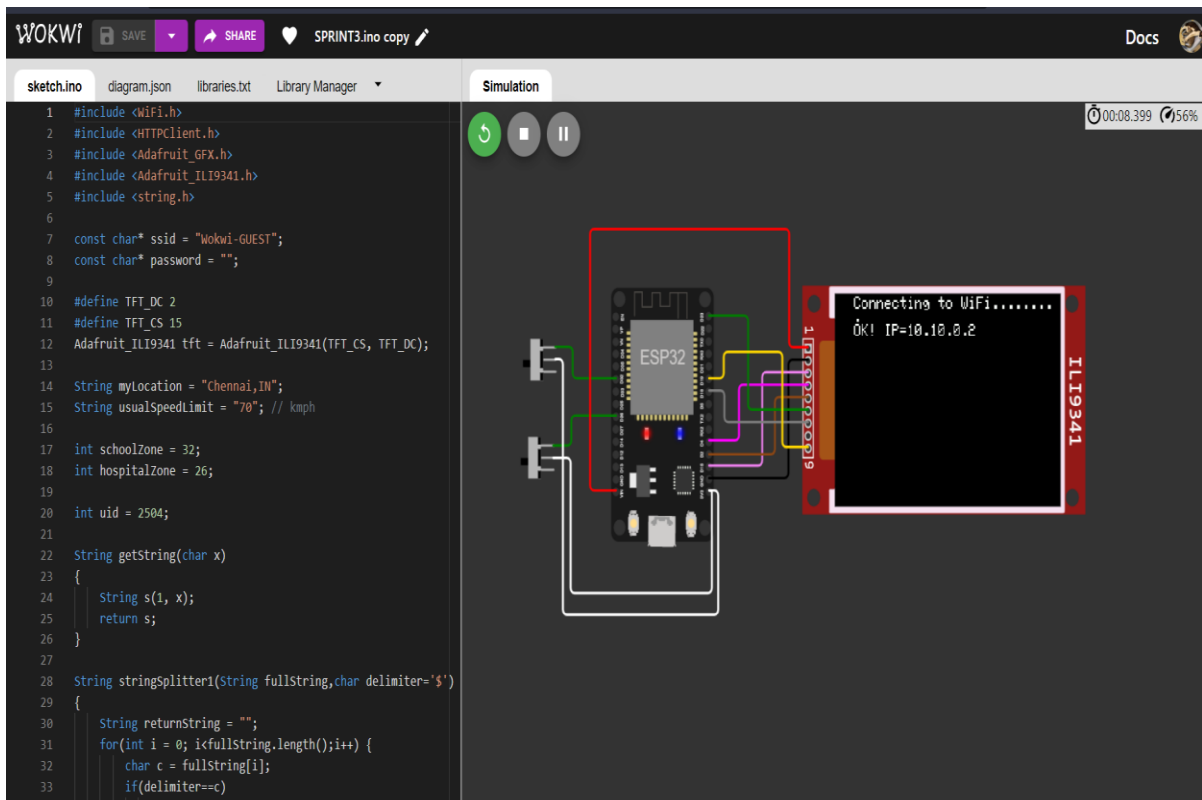 WOKWi SAVE SHARE SPRINT3.ino copy Docs
sketch.ino diagram.json libraries.txt Library Manager Simulation
00:08.399 56%
1 #include <WiFi.h>
2 #include <HTTPClient.h>
3 #include <Adafruit_GFX.h>
4 #include <Adafruit_ILI9341.h>
5 #include <string.h>
6
7 const char* ssid = "Wokwi-GUEST";
8 const char* password = "";
9
10 #define TFT_DC 2
11 #define TFT_CS 15
12 Adafruit_ILI9341 tft = Adafruit_ILI9341(TFT_CS, TFT_DC);
13
14 String myLocation = "Chennai,IN";
15 String usualSpeedLimit = "70"; // kmph
16
17 int schoolZone = 32;
18 int hospitalZone = 26;
19
20 int uid = 2504;
21
22 String getString(char x)
23 {
24 String s(1, x);
25 return s;
26 }
27
28 String stringSplitter1(String fullString,char delimiter='$')
29 {
30 String returnString = "";
31 for(int i = 0; i<fullString.length();i++) {
32 char c = fullString[i];
33 if(delimiter==c)
ESP32
Connecting to WiFi........
OK! IP=10.10.0.2
1
9
ILI9341